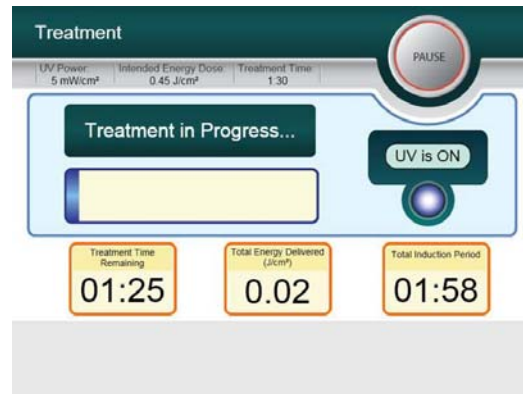 Treatment
PAUSE
UV Power: Intended Energy Dose: Treatment Time:
5 mW/cm² 0.45 J/cm² 1:30
Treatment in Progress...
UV is ON
Treatment Time
Remaining
01:25
Total Energy Delivered
(J/cm²)
0.02
Total Induction Period
01:58